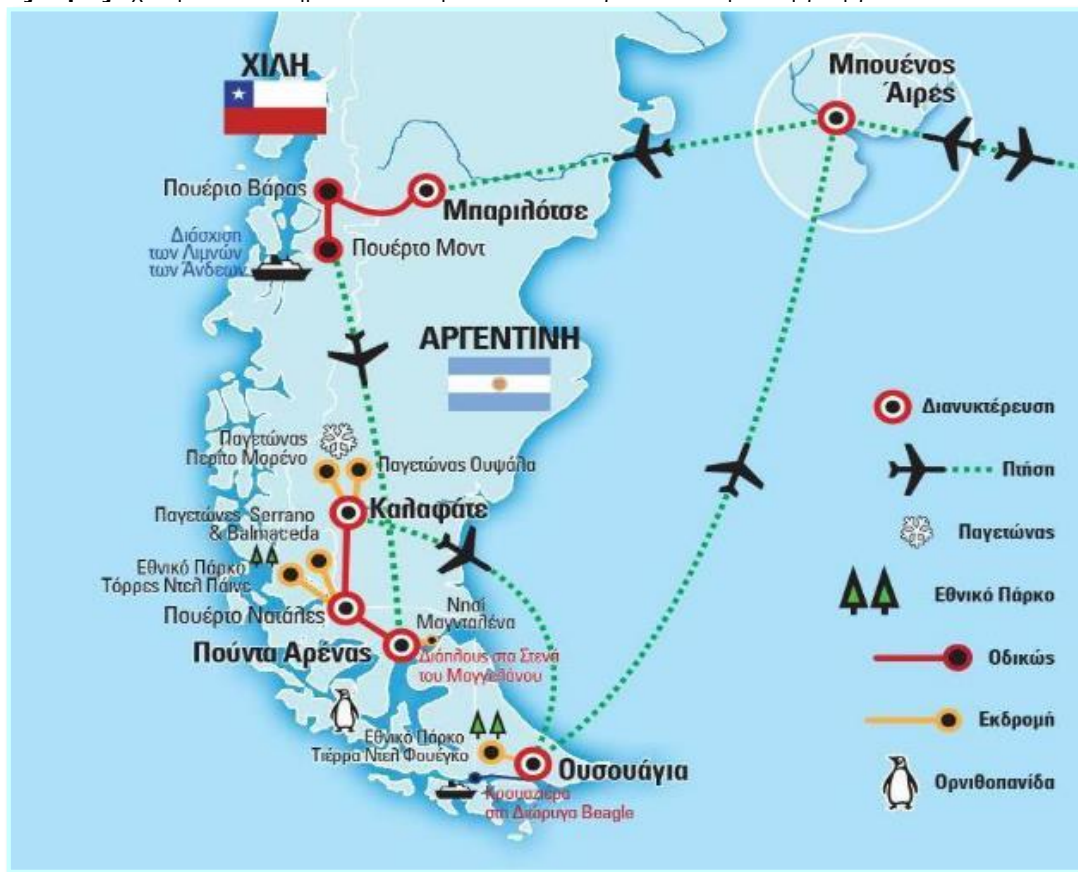 ΧΙΛΗ
Μπουένος
Άιρες
Πουέρτο Βάρας
Μπαριλότσε
Διάσχιση
των Λιμνών
των Άνδεων
Πουέρτο Μοντ
ΑΡΓΕΝΤΙΝΗ
Διανυκτέρευση
Παγετώνας
Περίτο Μορένο
Παγετώνας Ουψάλα
Πτήση
Καλαφάτε
Παγετώνες Serrano
& Balmaceda
Παγετώνας
Εθνικό Πάρκο
Τόρρες Ντελ Πάινε
Εθνικό Πάρκο
Πουέρτο Νατάλες
Νησί
Μαγνταλένα
Πούντα Αρένας
Διάπλους στα Στενά
του Μαγγελάνου
Οδικώς
Εκδρομή
Εθνικό Πάρκο
Τιέρρα Ντελ Φουέγκο
Ουσουάγια
Ορνιθοπανίδα
Κρουαζιέρα
στη Διώρυγα Beagle